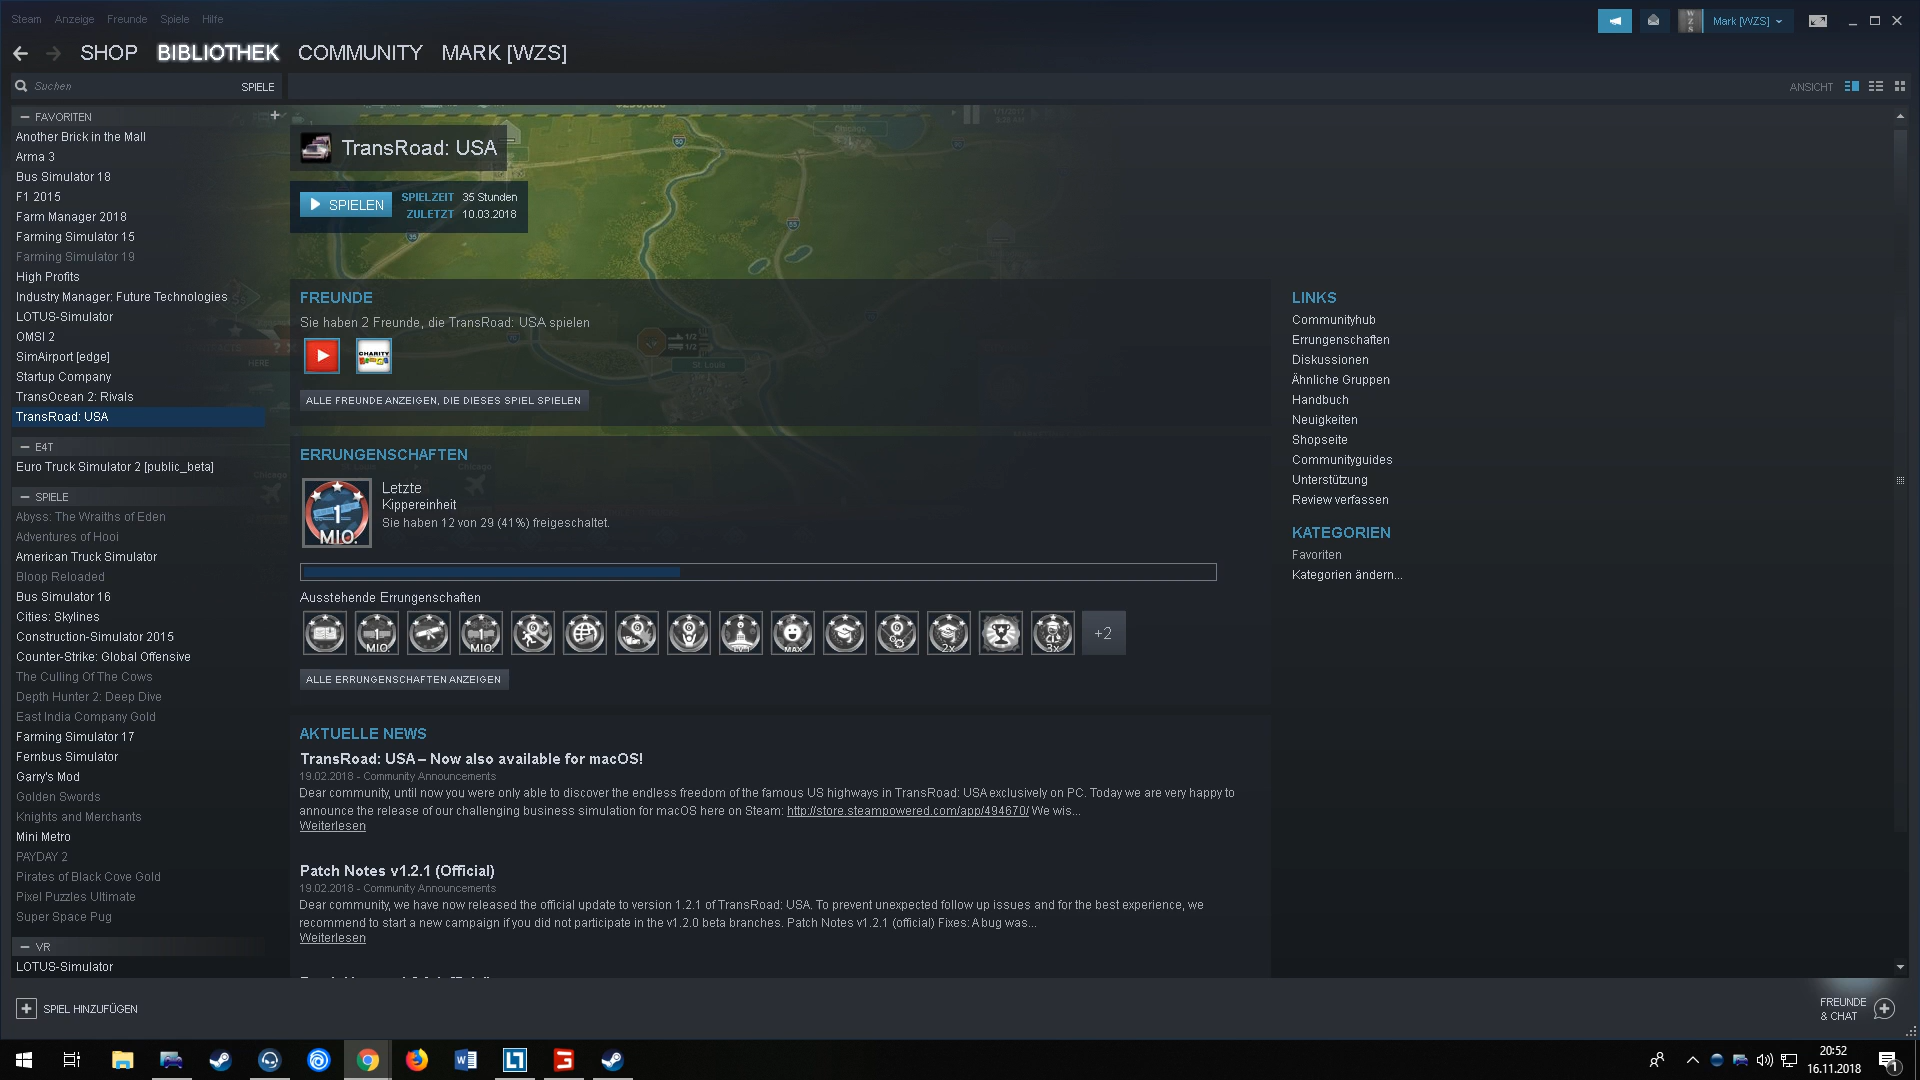 Steam Anzeige Freunde Spiele Hilfe
Mark [WZS]
SHOP BIBLIOTHEK COMMUNITY MARK [WZS]
Suchen SPIELE
ANSICHT
FAVORITEN
Another Brick in the Mall
Arma 3
Bus Simulator 18
F1 2015
Farm Manager 2018
Farming Simulator 15
Farming Simulator 19
High Profits
Industry Manager: Future Technologies
LOTUS-Simulator
OMSI 2
SimAirport [edge]
Startup Company
TransOcean 2: Rivals
TransRoad: USA
E4T
Euro Truck Simulator 2 [public_beta]
SPIELE
Abyss: The Wraiths of Eden
Adventures of Hooi
American Truck Simulator
Bloop Reloaded
Bus Simulator 16
Cities: Skylines
Construction-Simulator 2015
Counter-Strike: Global Offensive
The Culling Of The Cows
Depth Hunter 2: Deep Dive
East India Company Gold
Farming Simulator 17
Fernbus Simulator
Garry's Mod
Golden Swords
Knights and Merchants
Mini Metro
PAYDAY 2
Pirates of Black Cove Gold
Pixel Puzzles Ultimate
Super Space Pug
VR
LOTUS-Simulator
TransRoad: USA
SPIELEN
SPIELZEIT 35 Stunden
ZULETZT 10.03.2018
Chicago
St. Louis
HERE
FREUNDE
Sie haben 2 Freunde, die TransRoad: USA spielen
CHARITY
ALLE FREUNDE ANZEIGEN, DIE DIESES SPIEL SPIELEN
ERRUNGENSCHAFTEN
1 MIO.
Letzte
Kippereinheit
Sie haben 12 von 29 (41%) freigeschaltet.
Ausstehende Errungenschaften
MIO. MIO. LV.1 MAX 2x 3x +2
ALLE ERRUNGENSCHAFTEN ANZEIGEN
AKTUELLE NEWS
TransRoad: USA – Now also available for macOS!
19.02.2018 - Community Announcements
Dear community, until now you were only able to discover the endless freedom of the famous US highways in TransRoad: USA exclusively on PC. Today we are very happy to
announce the release of our challenging business simulation for macOS here on Steam: http://store.steampowered.com/app/494670/ We wis...
Weiterlesen
Patch Notes v1.2.1 (Official)
19.02.2018 - Community Announcements
Dear community, we have now released the official update to version 1.2.1 of TransRoad: USA. To prevent unexpected follow up issues and for the best experience, we
recommend to start a new campaign if you did not participate in the v1.2.0 beta branches. Patch Notes v1.2.1 (official) Fixes: A bug was...
Weiterlesen
LINKS
Communityhub
Errungenschaften
Diskussionen
Ähnliche Gruppen
Handbuch
Neuigkeiten
Shopseite
Communityguides
Unterstützung
Review verfassen
KATEGORIEN
Favoriten
Kategorien ändern...
SPIEL HINZUFÜGEN
FREUNDE
& CHAT
20:52
16.11.2018
1